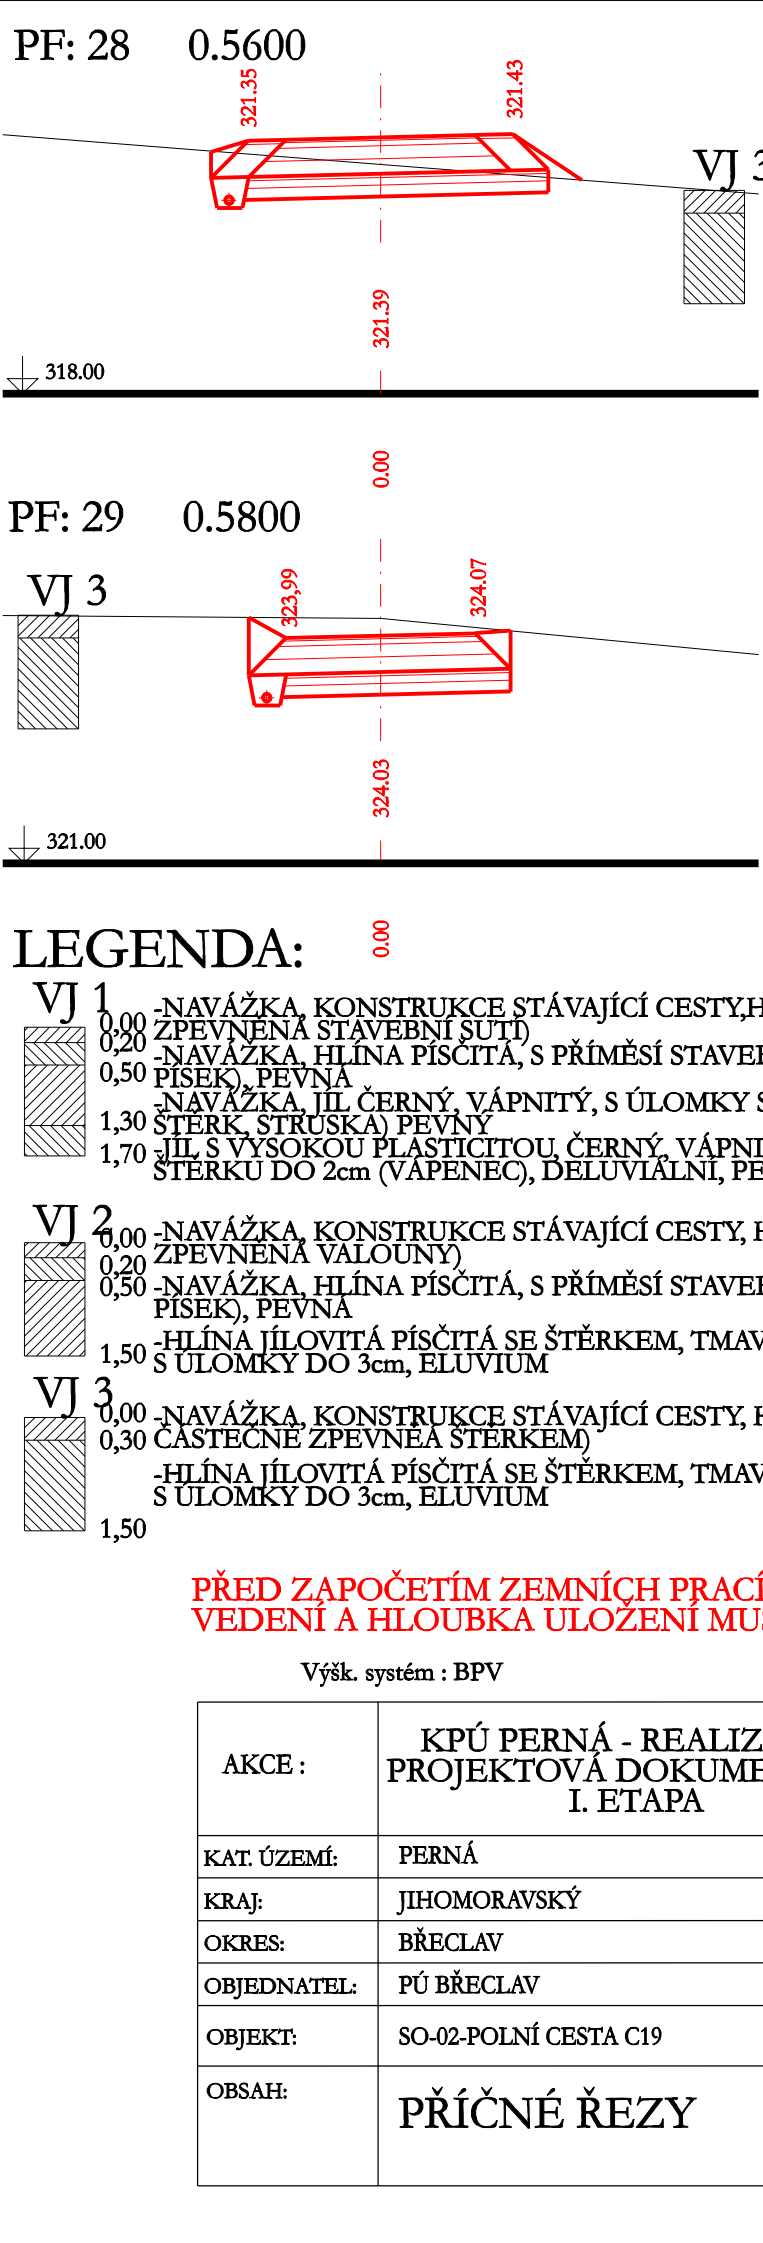 PF: 28 0.5600
321.35
321.43
VJ 3
321.39
318.00
0.00
PF: 29 0.5800
VJ 3
323,99
324.07
324.03
321.00
0.00
LEGENDA:
VJ 1
0,00 -NAVÁŽKA, KONSTRUKCE STÁVAJÍCÍ CESTY,H
ZPEVNĚNÁ STAVEBNÍ SUTÍ)
0,20 -NAVÁŽKA, HLÍNA PÍSČITÁ, S PŘÍMĚSÍ STAVEB
PÍSEK), PEVNÁ
0,50 -NAVÁŽKA, JÍL ČERNÝ, VÁPNITÝ, S ÚLOMKY S
ŠTĚRK, STRUSKA) PEVNÝ
1,30 -JÍL S VYSOKOU PLASTICITOU, ČERNÝ, VÁPNI
ŠTĚRKU DO 2cm (VÁPENEC), DELUVIÁLNÍ, PE
1,70
VJ 2
0,00 -NAVÁŽKA, KONSTRUKCE STÁVAJÍCÍ CESTY, H
ZPEVNĚNÁ VALOUNY)
0,20 -NAVÁŽKA, HLÍNA PÍSČITÁ, S PŘÍMĚSÍ STAVEB
PÍSEK), PEVNÁ
0,50 -HLÍNA JÍLOVITÁ PÍSČITÁ SE ŠTĚRKEM, TMAV
S ÚLOMKY DO 3cm, ELUVIUM
1,50
VJ 3
0,00 -NAVÁŽKA, KONSTRUKCE STÁVAJÍCÍ CESTY, H
ČÁSTEČNĚ ZPEVNĚÁ ŠTĚRKEM)
0,30 -HLÍNA JÍLOVITÁ PÍSČITÁ SE ŠTĚRKEM, TMAV
S ÚLOMKY DO 3cm, ELUVIUM
1,50
PŘED ZAPOČETÍM ZEMNÍCH PRACÍ
VEDENÍ A HLOUBKA ULOŽENÍ MUS
Výšk. systém : BPV
AKCE : KPÚ PERNÁ - REALIZ
PROJEKTOVÁ DOKUME
I. ETAPA
KAT. ÚZEMÍ: PERNÁ
KRAJ: JIHOMORAVSKÝ
OKRES: BŘECLAV
OBJEDNATEL: PÚ BŘECLAV
OBJEKT: SO-02-POLNÍ CESTA C19
OBSAH: PŘÍČNÉ ŘEZY